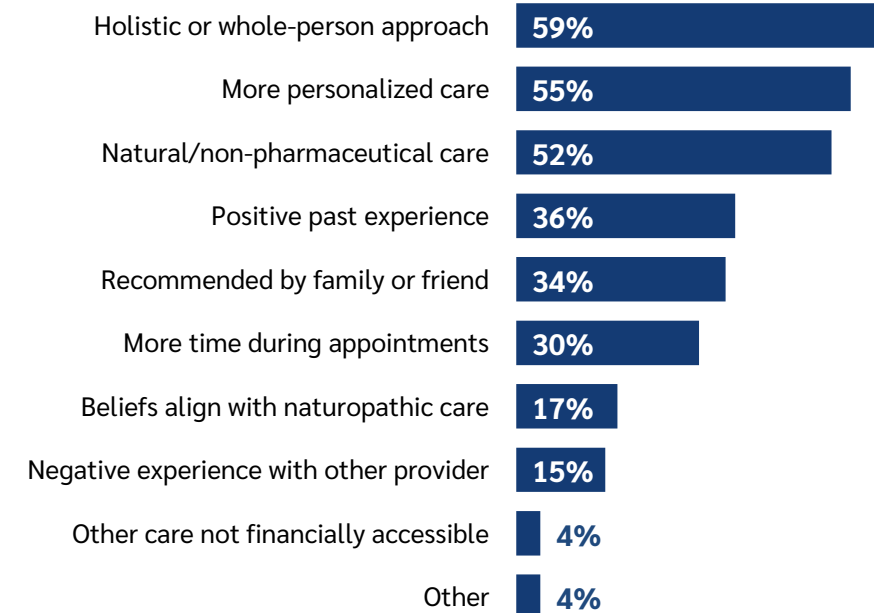 Holistic or whole-person approach 59%
More personalized care 55%
Natural/non-pharmaceutical care 52%
Positive past experience 36%
Recommended by family or friend 34%
More time during appointments 30%
Beliefs align with naturopathic care 17%
Negative experience with other provider 15%
Other care not financially accessible 4%
Other 4%